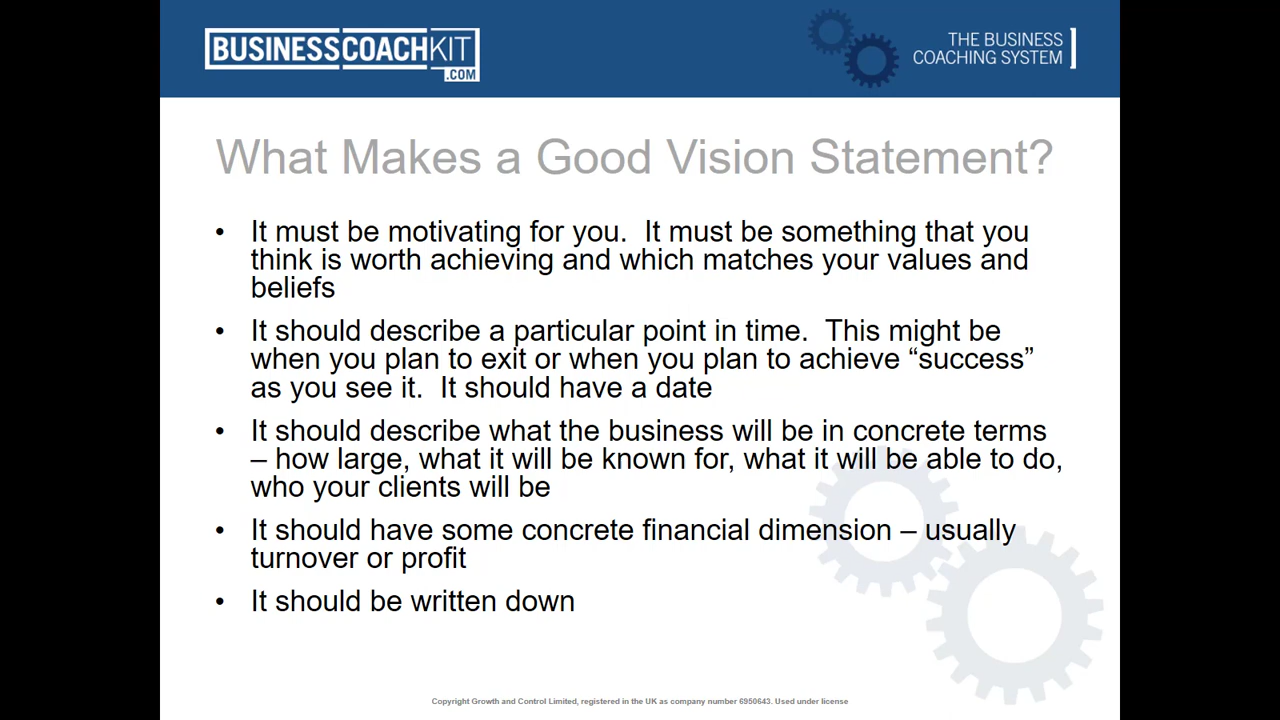 BUSINESSCOACHKIT
.COM
THE BUSINESS
COACHING SYSTEM
What Makes a Good Vision Statement?
• It must be motivating for you.  It must be something that you
think is worth achieving and which matches your values and
beliefs
• It should describe a particular point in time.  This might be
when you plan to exit or when you plan to achieve “success”
as you see it.  It should have a date
• It should describe what the business will be in concrete terms
– how large, what it will be known for, what it will be able to do,
who your clients will be
• It should have some concrete financial dimension – usually
turnover or profit
• It should be written down
Copyright Growth and Control Limited, registered in the UK as company number 6950643. Used under license